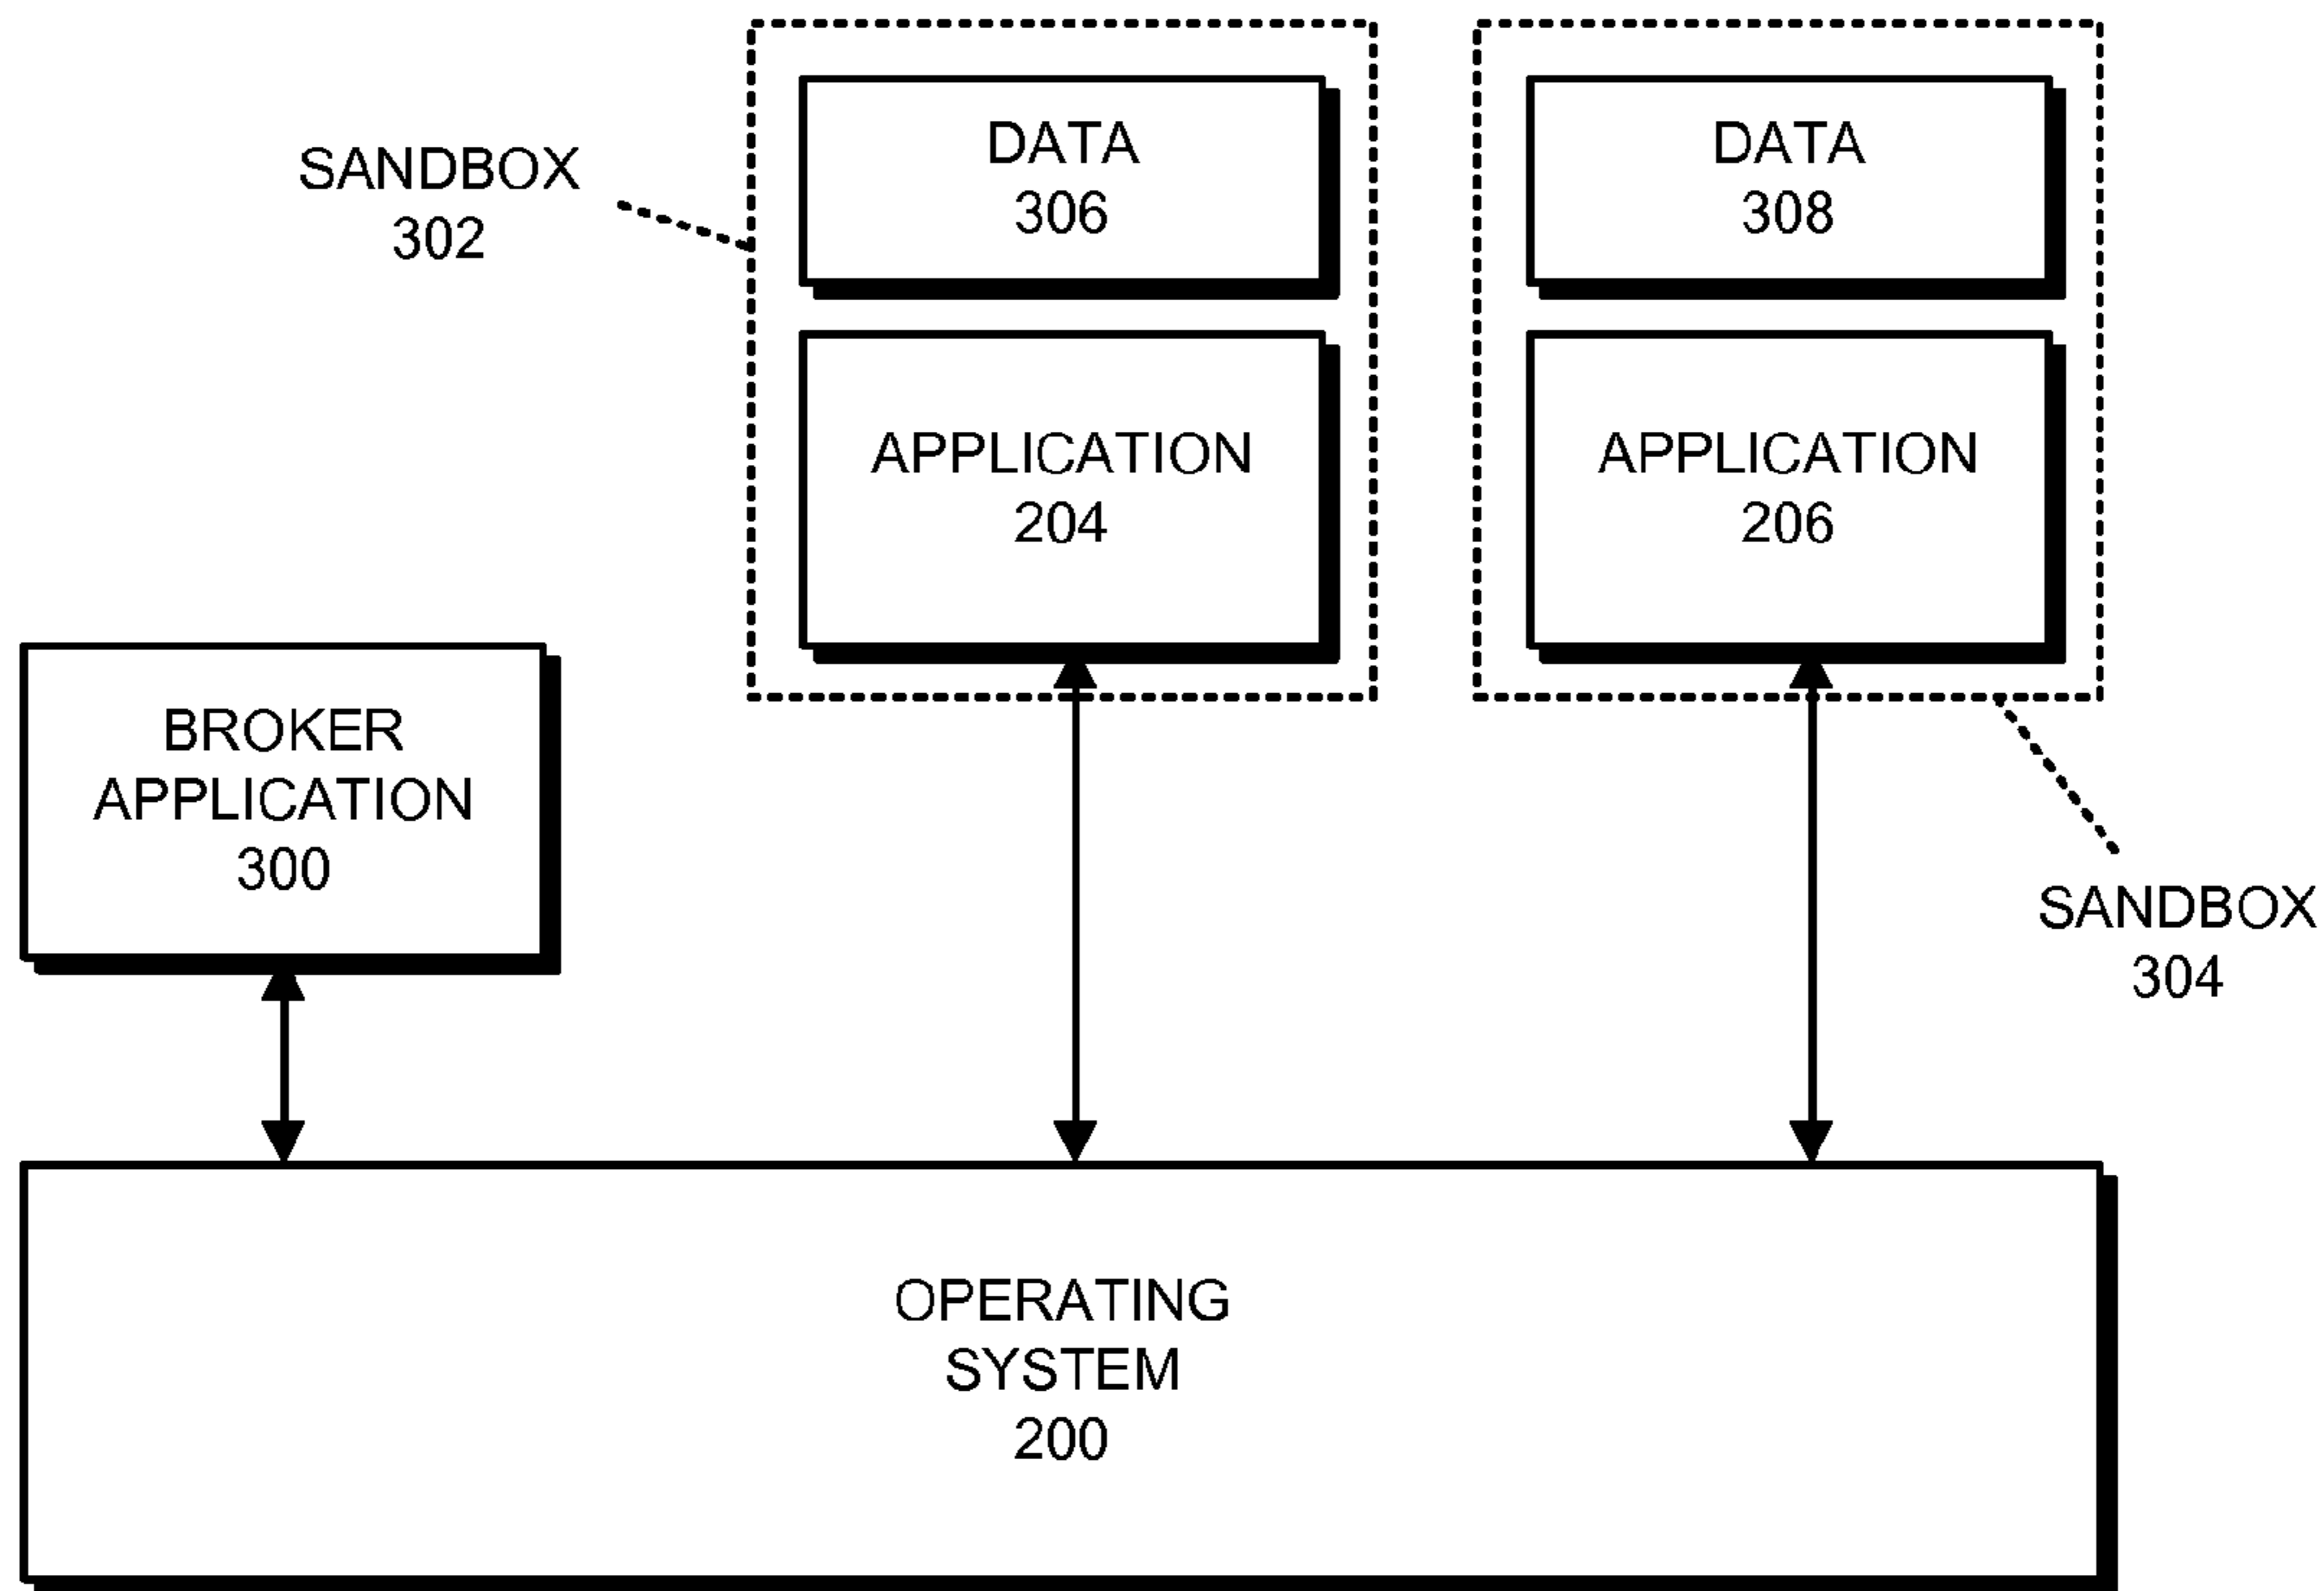 SANDBOX
302
DATA
306
DATA
308
APPLICATION
204
APPLICATION
206
BROKER
APPLICATION
300
SANDBOX
304
OPERATING
SYSTEM
200